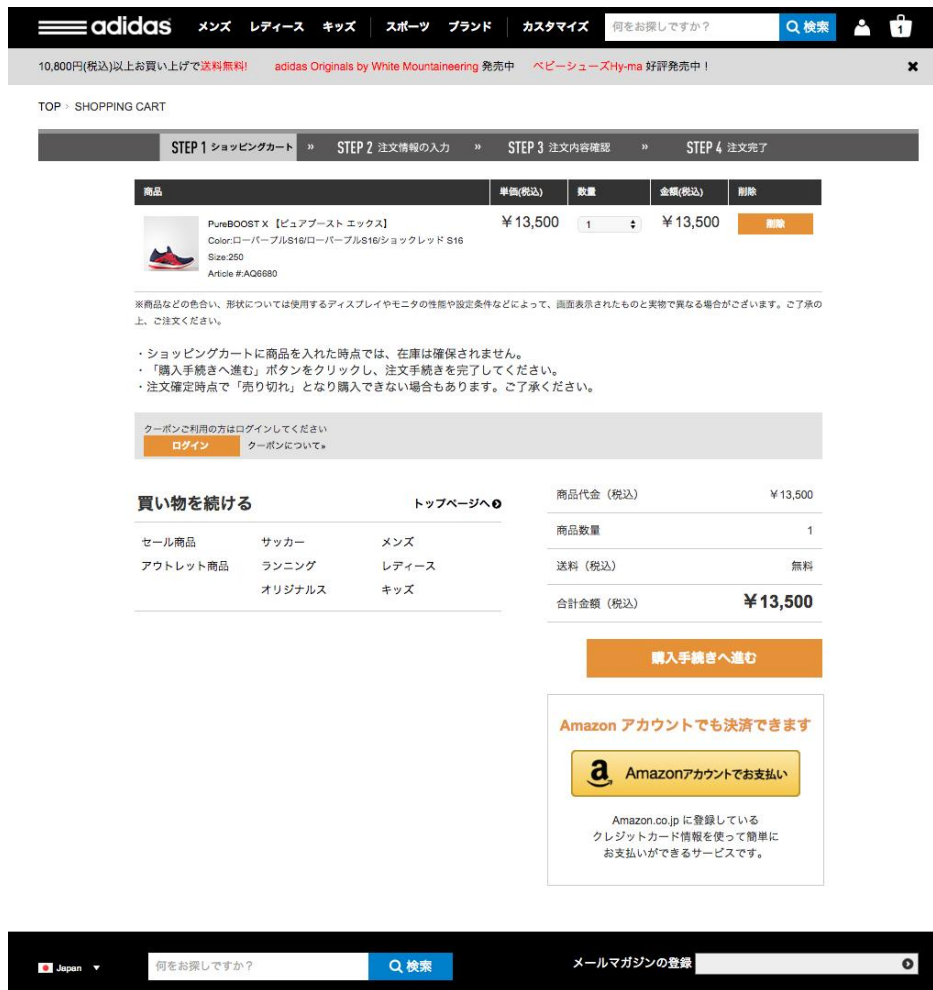 adidas メンズ レディース キッズ スポーツ ブランド カスタマイズ 何をお探しですか? 検索 1
10,800円(税込)以上お買い上げで送料無料! adidas Originals by White Mountaineering 発売中 ベビーシューズHy-ma 好評発売中！ ✖
TOP > SHOPPING CART
STEP 1 ショッピングカート » STEP 2 注文情報の入力 » STEP 3 注文内容確認 » STEP 4 注文完了
商品 単価(税込) 数量 金額(税込) 削除
PureBOOST X 【ピュアブースト エックス】 ￥13,500 1 ￥13,500 削除
Color:ローパープルS16/ローパープルS16/ショックレッド S16
Size:250
Article #:AQ6680
※商品などの色合い、形状については使用するディスプレイやモニタの性能や設定条件などによって、画面表示されたものと実物で異なる場合がございます。ご了承の
上、ご注文ください。
・ショッピングカートに商品を入れた時点では、在庫は確保されません。
・「購入手続きへ進む」ボタンをクリックし、注文手続きを完了してください。
・注文確定時点で「売り切れ」となり購入できない場合もあります。ご了承ください。
クーポンご利用の方はログインしてください
ログイン クーポンについて»
買い物を続ける トップページへ
セール商品 サッカー メンズ
アウトレット商品 ランニング レディース
オリジナルス キッズ
商品代金（税込） ￥13,500
商品数量 1
送料（税込） 無料
合計金額（税込） ￥13,500
購入手続きへ進む
Amazon アカウントでも決済できます
a Amazonアカウントでお支払い
Amazon.co.jp に登録している
クレジットカード情報を使って簡単に
お支払いができるサービスです。
Japan ▼ 何をお探しですか? 検索 メールマガジンの登録